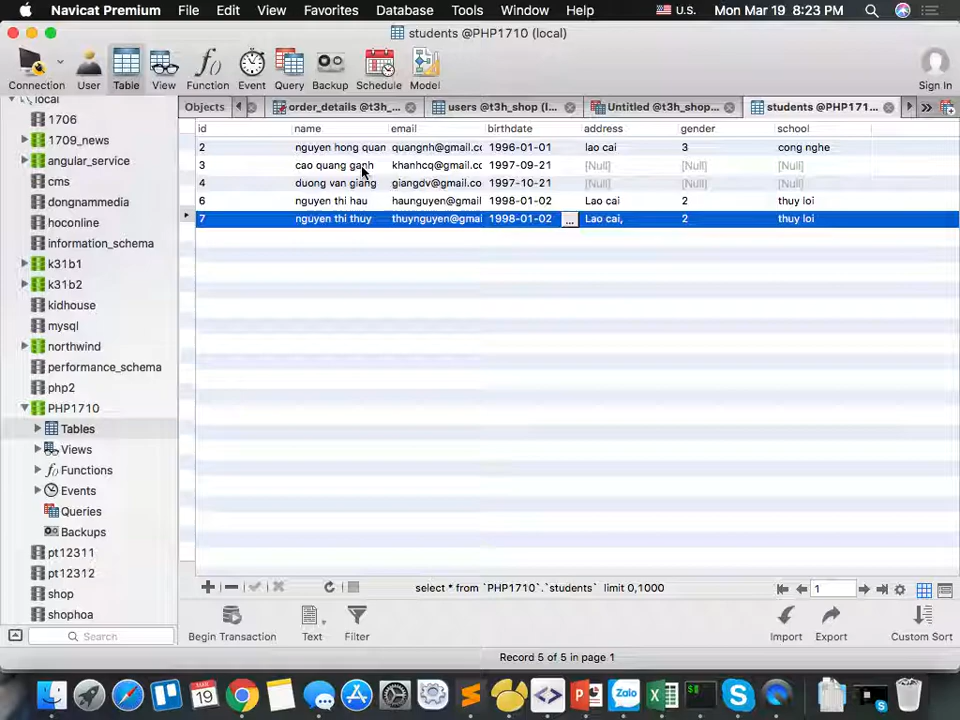 Navicat Premium File Edit View Favorites Database Tools Window Help U.S. Mon Mar 19 8:23 PM
students @PHP1710 (local)
Connection User Table View Function Event Query Backup Schedule Model Sign In
Objects order_details @t3h_... users @t3h_shop (l... Untitled @t3h_shop... students @PHP171...
id name email birthdate address gender school
2 nguyen hong quan quangnh@gmail.cc 1996-01-01 lao cai 3 cong nghe
3 cao quang ganh khanhcq@gmail.cc 1997-09-21 [Null] [Null] [Null]
4 duong van giang giangdv@gmail.co 1997-10-21 [Null] [Null] [Null]
6 nguyen thi hau haunguyen@gmail 1998-01-02 Lao cai 2 thuy loi
7 nguyen thi thuy thuynguyen@gmai 1998-01-02 ... Lao cai, 2 thuy loi
local
1706
1709_news
angular_service
cms
dongnammedia
hoconline
information_schema
k31b1
k31b2
kidhouse
mysql
northwind
performance_schema
php2
PHP1710
Tables
Views
Functions
Events
Queries
Backups
pt12311
pt12312
shop
shophoa
Search
select * from `PHP1710`.`students` limit 0,1000
1
Begin Transaction Text Filter Import Export Custom Sort
Record 5 of 5 in page 1
MAR
19
Zalo